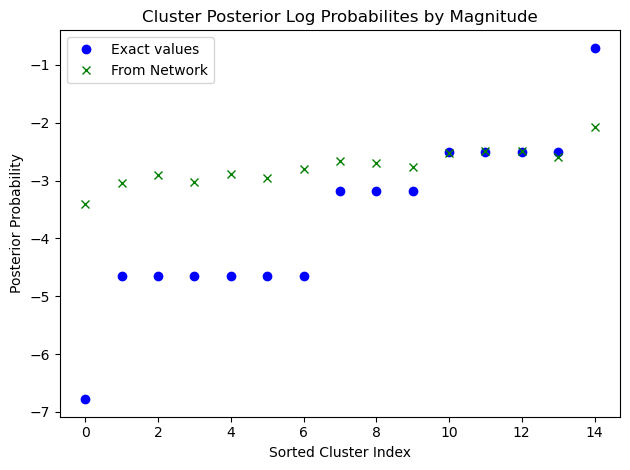 Cluster Posterior Log Probabilites by Magnitude
Exact values
From Network
Posterior Probability
−1
−2
−3
−4
−5
−6
−7
0 2 4 6 8 10 12 14
Sorted Cluster Index